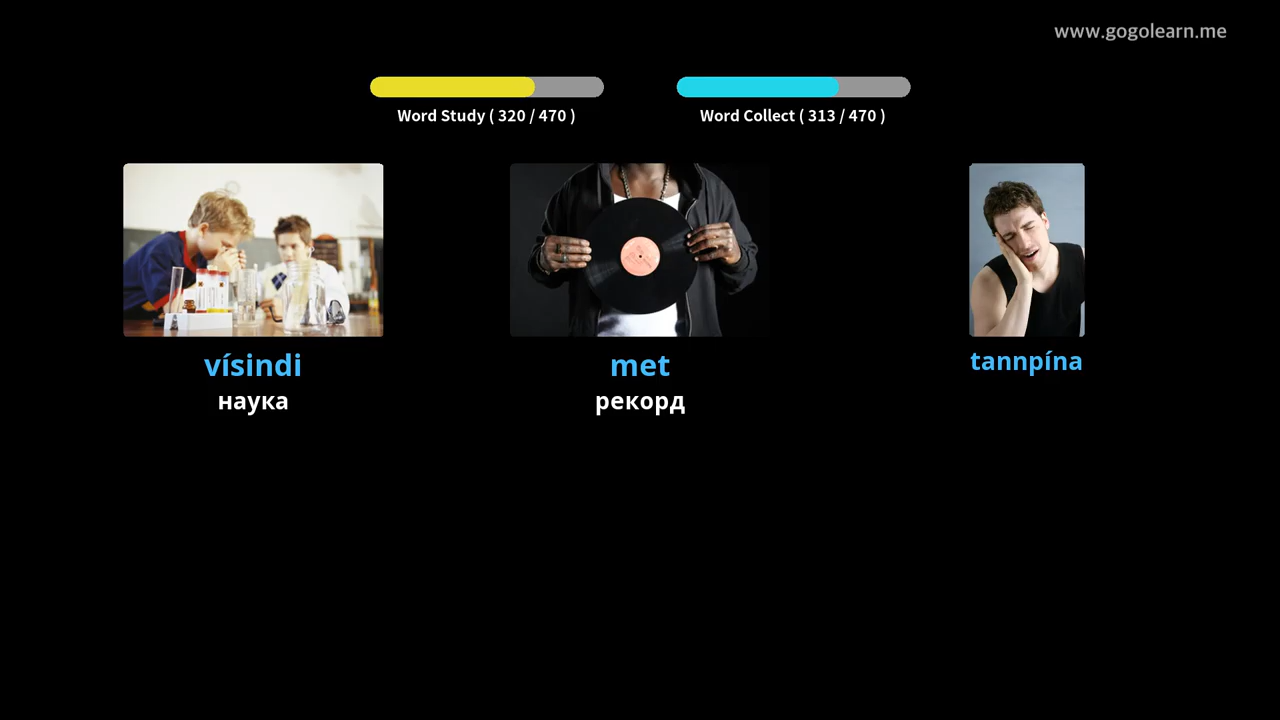 www.gogolearn.me
Word Study ( 320 / 470 )
Word Collect ( 313 / 470 )
vísindi
наука
met
рекорд
tannpína